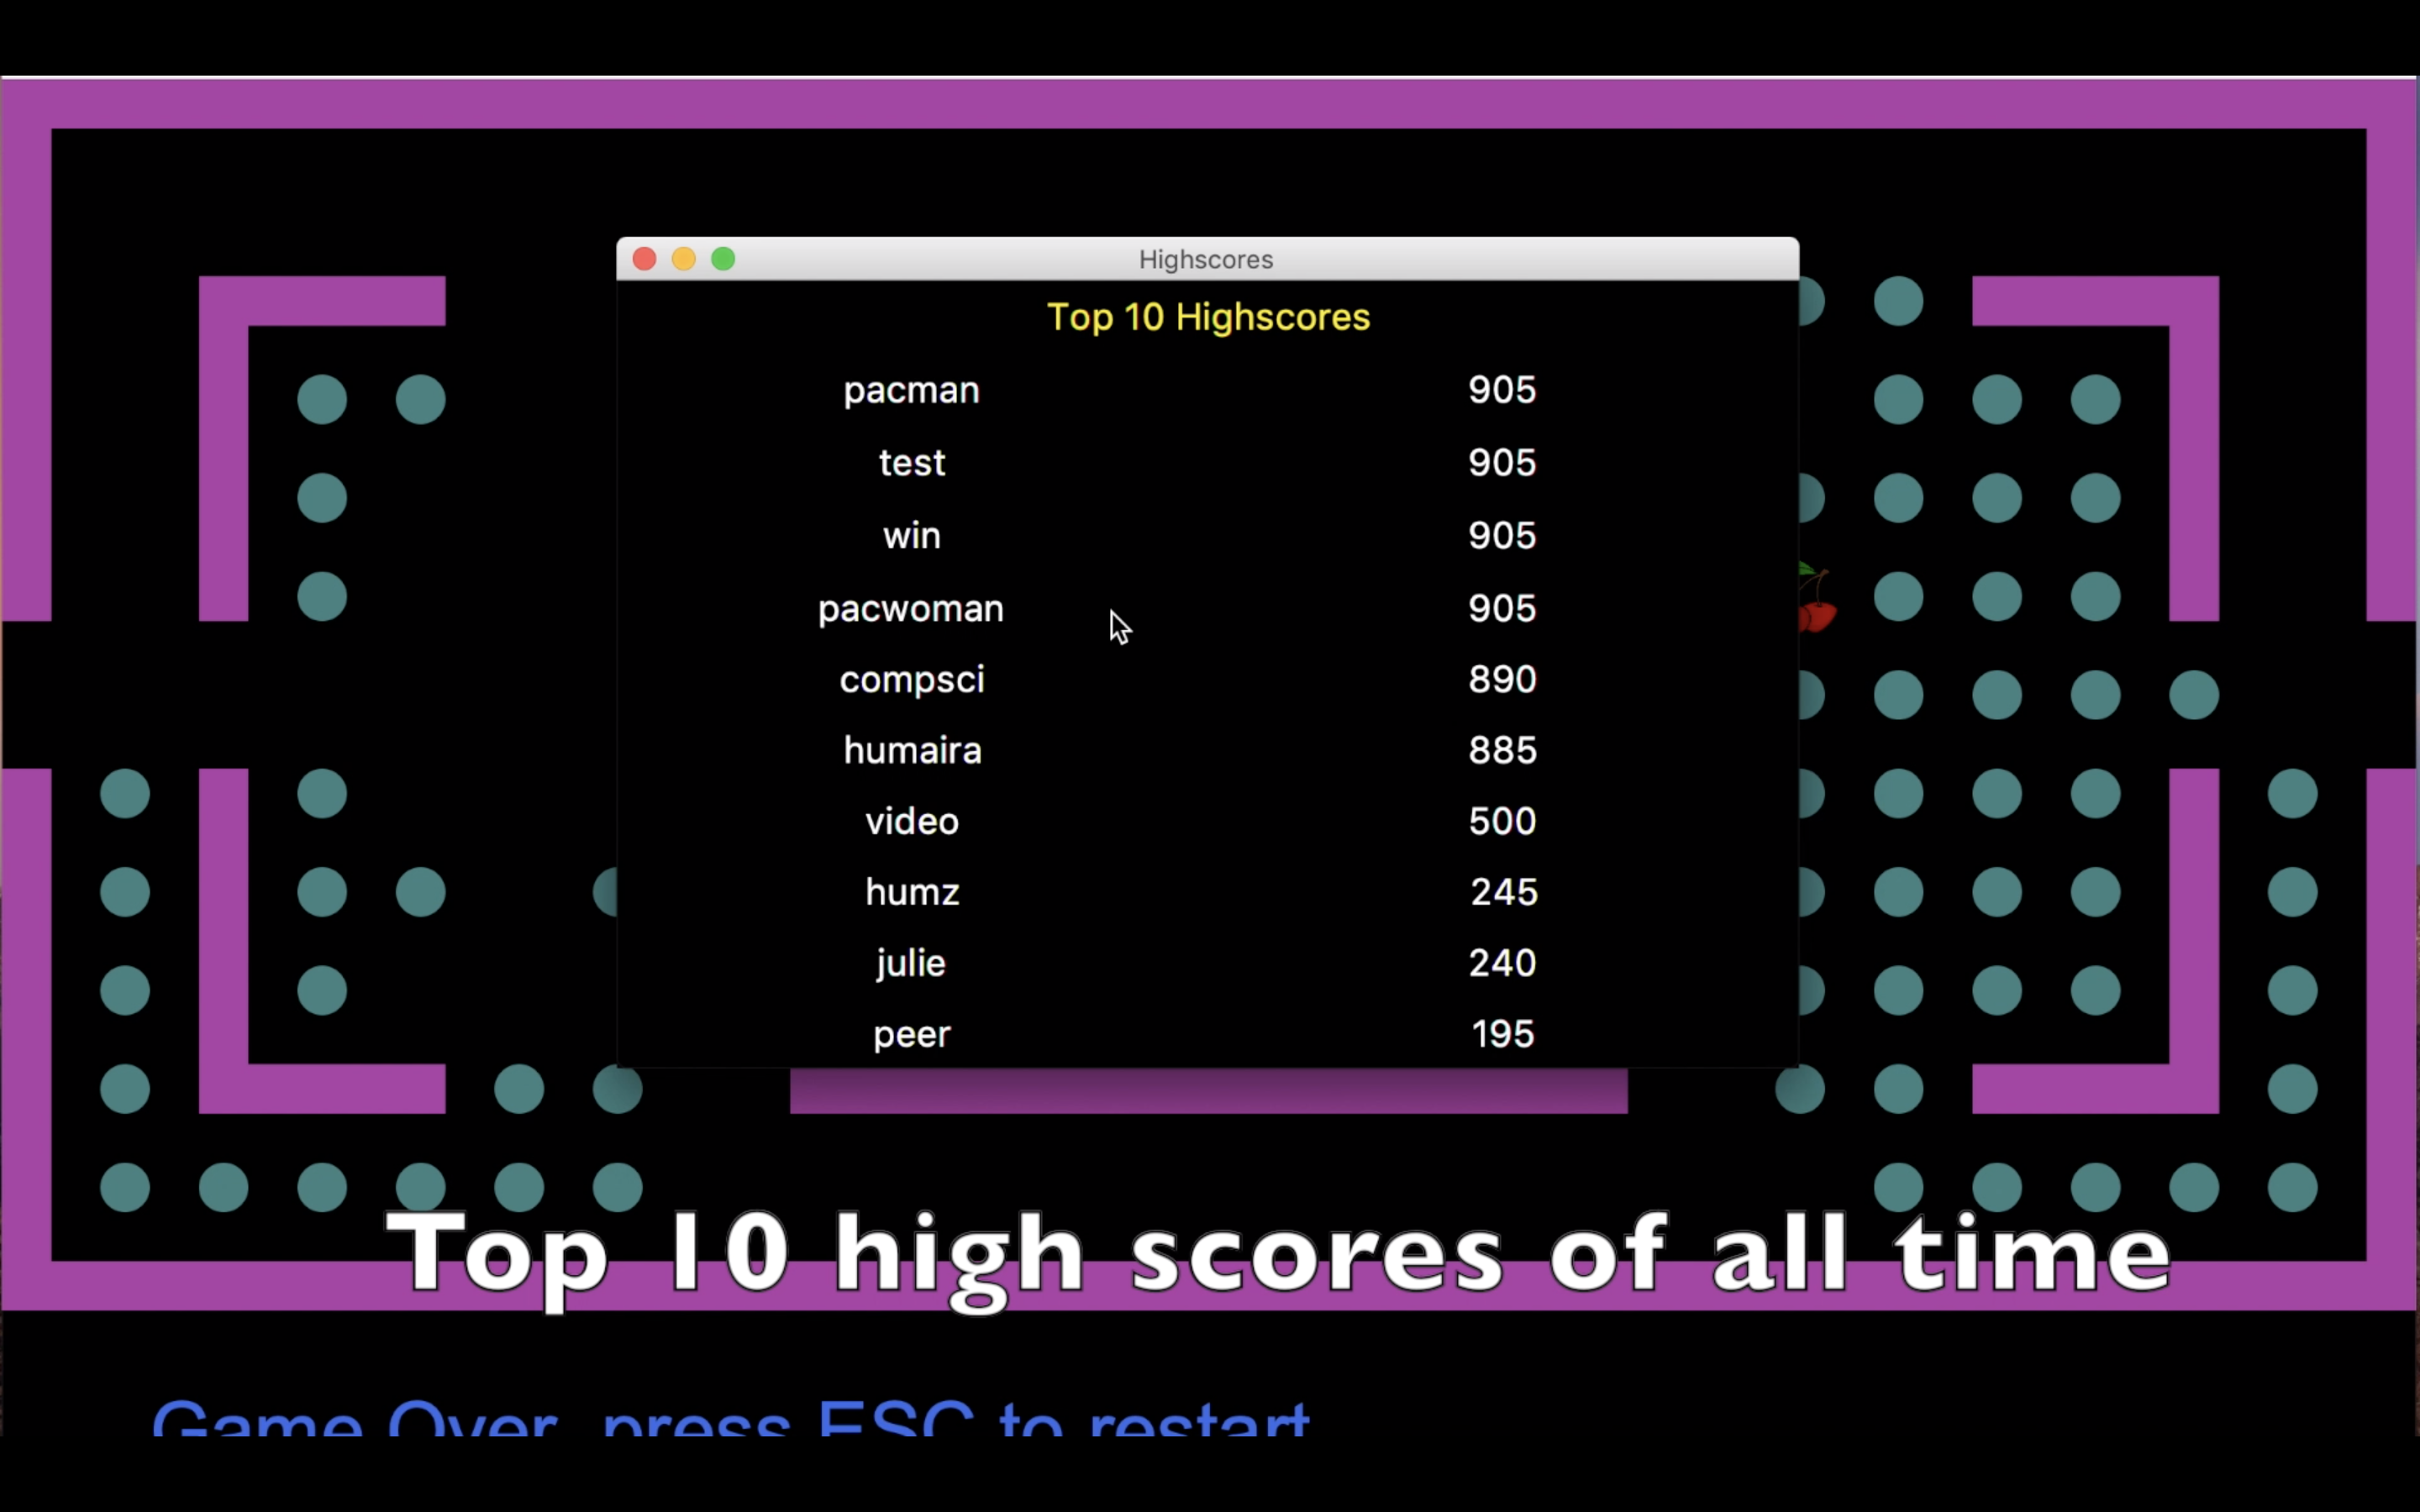 Highscores
Top 10 Highscores
pacman 905
test 905
win 905
pacwoman 905
compsci 890
humaira 885
video 500
humz 245
julie 240
peer 195
Top 10 high scores of all time
Game Over, press ESC to restart